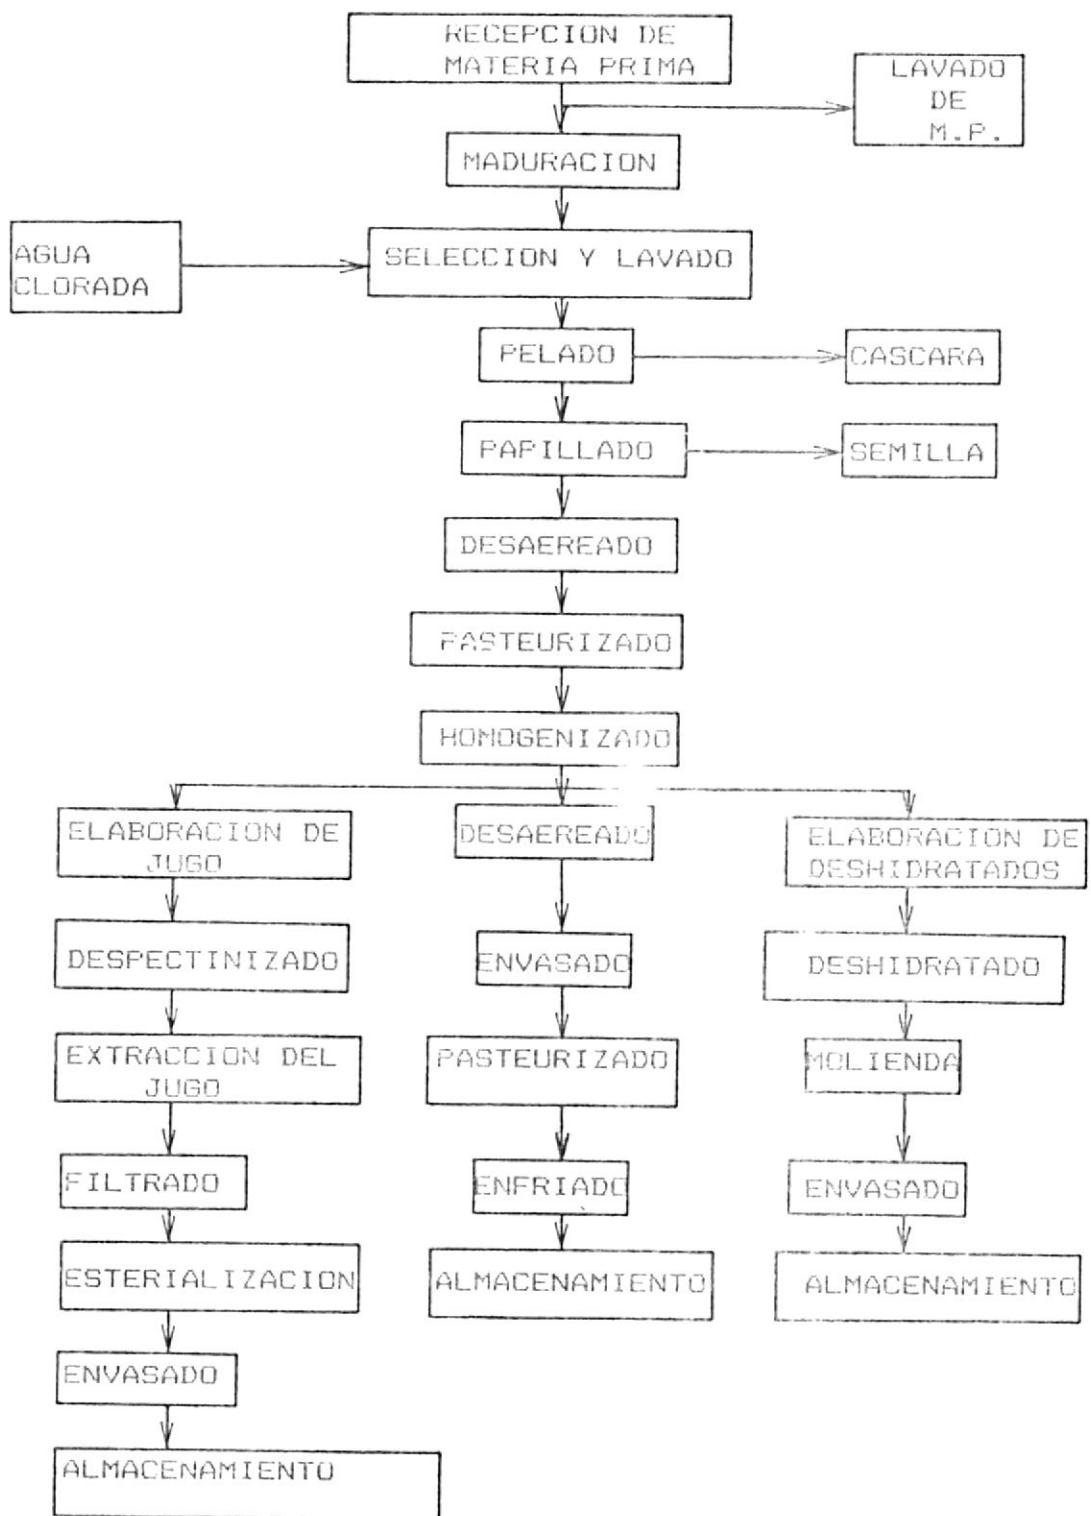 RECEPCION DE
MATERIA PRIMA
LAVADO
DE
M.P.
MADURACION
AGUA
CLORADA
SELECCION Y LAVADO
PELADO
CASCARA
PAPILLADO
SEMILLA
DESAEREADO
PASTEURIZADO
HOMOGENIZADO
ELABORACION DE
JUGO
DESPECTINIZADO
EXTRACCION DEL
JUGO
FILTRADO
ESTERIALIZACION
ENVASADO
ALMACENAMIENTO
DESAEREADO
ENVASADO
PASTEURIZADO
ENFRIADO
ALMACENAMIENTO
ELABORACION DE
DESHIDRATADOS
DESHIDRATADO
MOLIENDA
ENVASADO
ALMACENAMIENTO